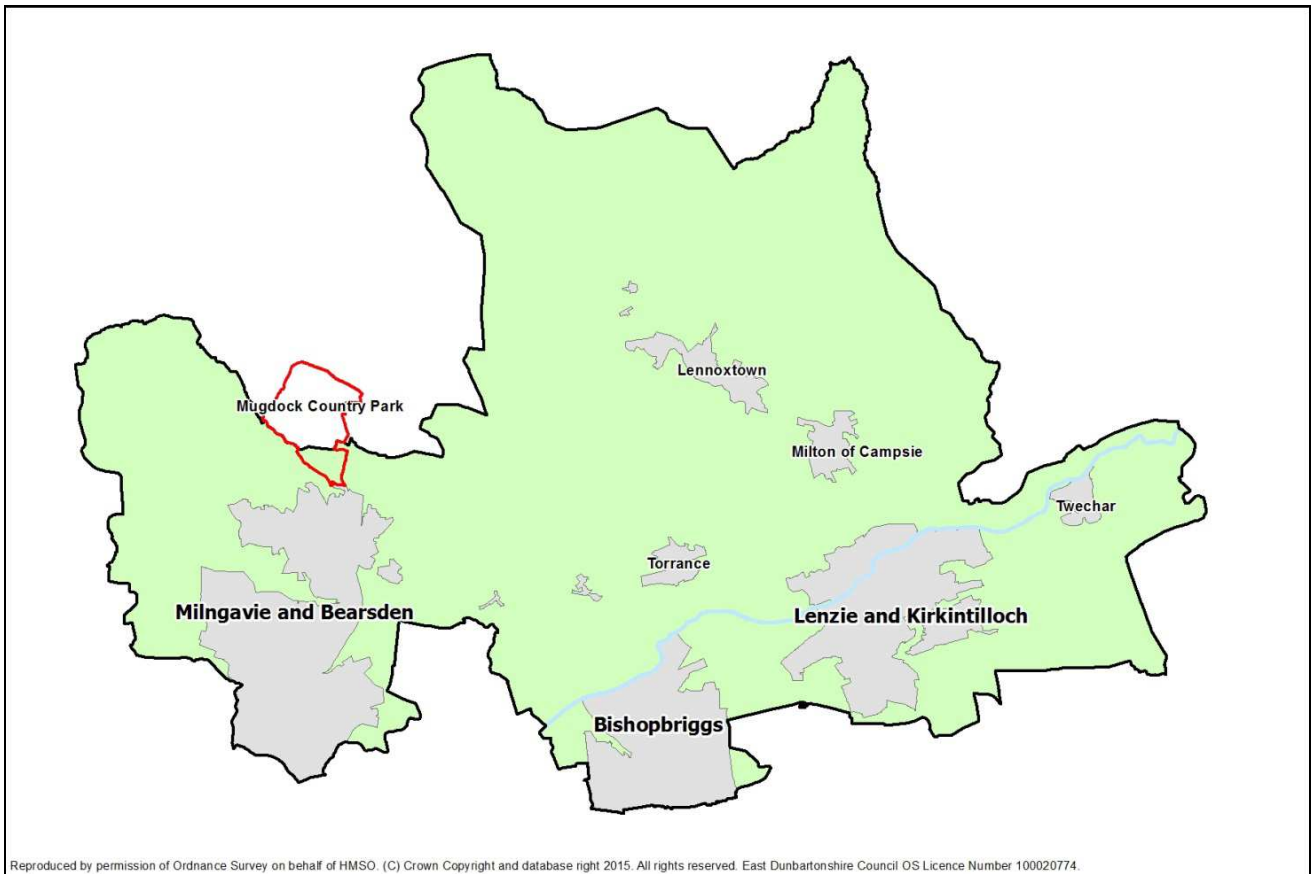 Lennoxtown
Mugdock Country Park
Milton of Campsie
Twechar
Torrance
Milngavie and Bearsden
Lenzie and Kirkintilloch
Bishopbriggs
Reproduced by permission of Ordnance Survey on behalf of HMSO. (C) Crown Copyright and database right 2015. All rights reserved. East Dunbartonshire Council OS Licence Number 100020774.